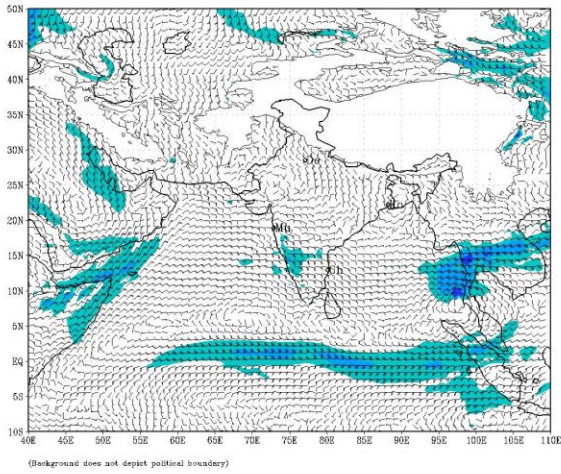 50N
45N
40N
35N
30N
25N
20N
15N
10N
5N
EQ
5S
10S
Mu
Ch
40E 45E 50E 55E 60E 65E 70E 75E 80E 85E 90E 95E 100E 105E 110E
(Background does not depict political boundary)